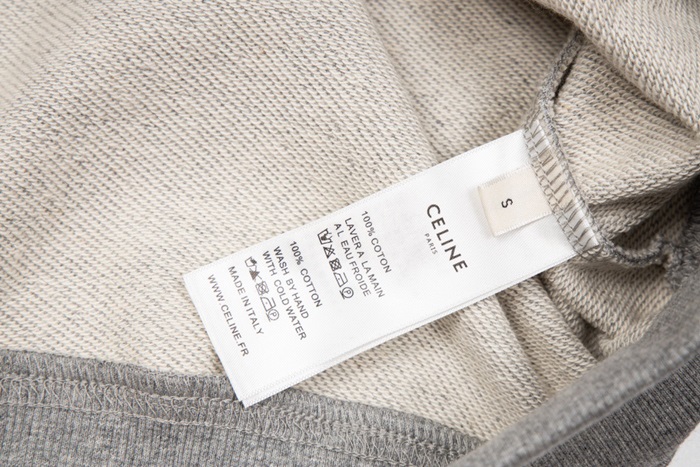 S
CELINE
PARIS
100% COTON
LAVER A LA MAIN
A L EAU FROIDE
100% COTTON
WASH BY HAND
WITH COLD WATER
MADE IN ITALY
WWW.CELINE.FR